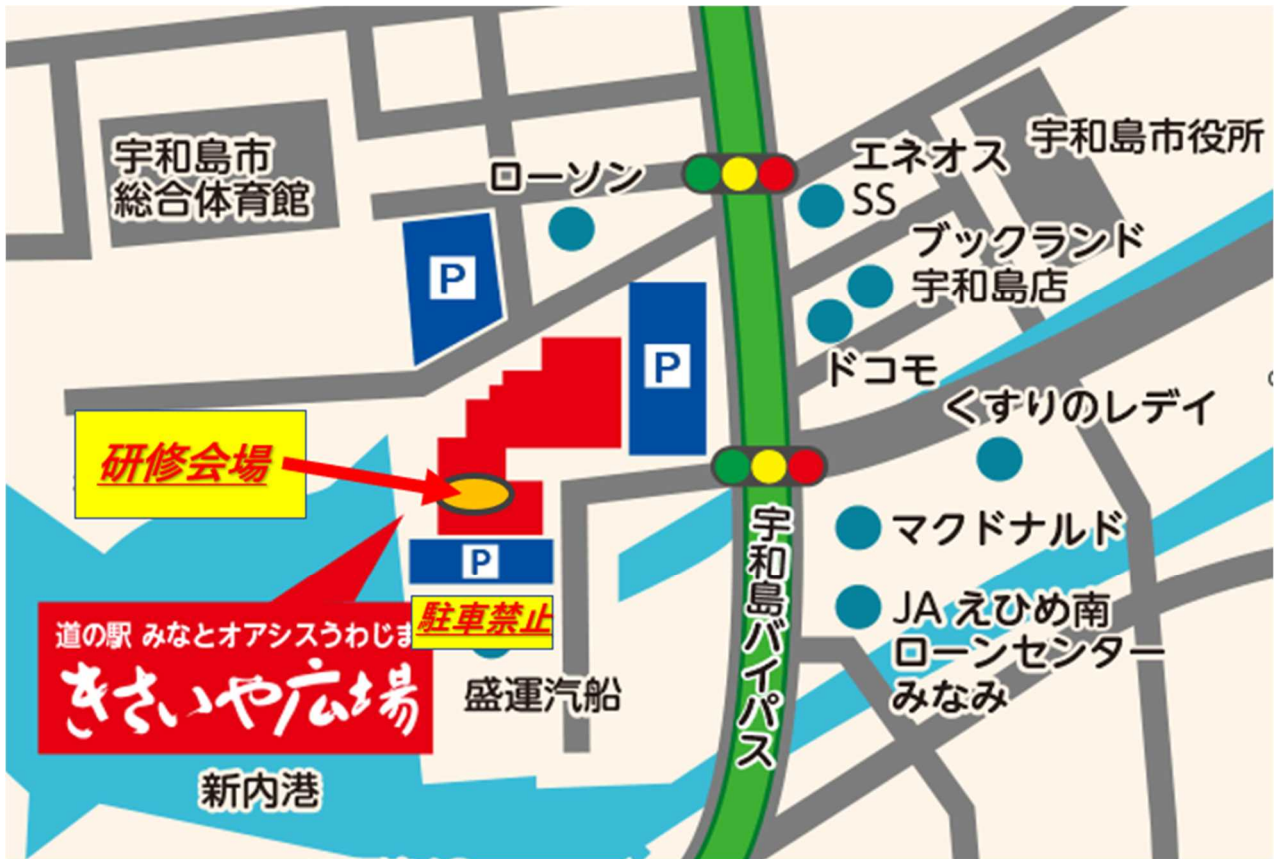 宇和島市
総合体育館
ローソン
エネオス
SS
宇和島市役所
ブックランド
宇和島店
ドコモ
くすりのレデイ
P
P
研修会場
P
駐車禁止
マクドナルド
JAえひめ南
ローンセンター
みなみ
宇和島バイパス
道の駅 みなとオアシスうわじま
きさいや広場
盛運汽船
新内港